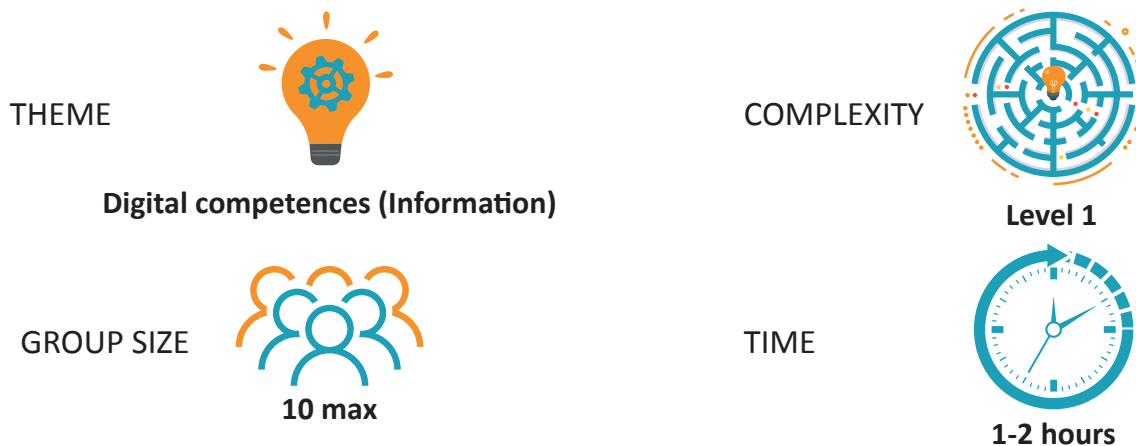 THEME
Digital competences (Information)
COMPLEXITY
Level 1
GROUP SIZE
10 max
TIME
1-2 hours